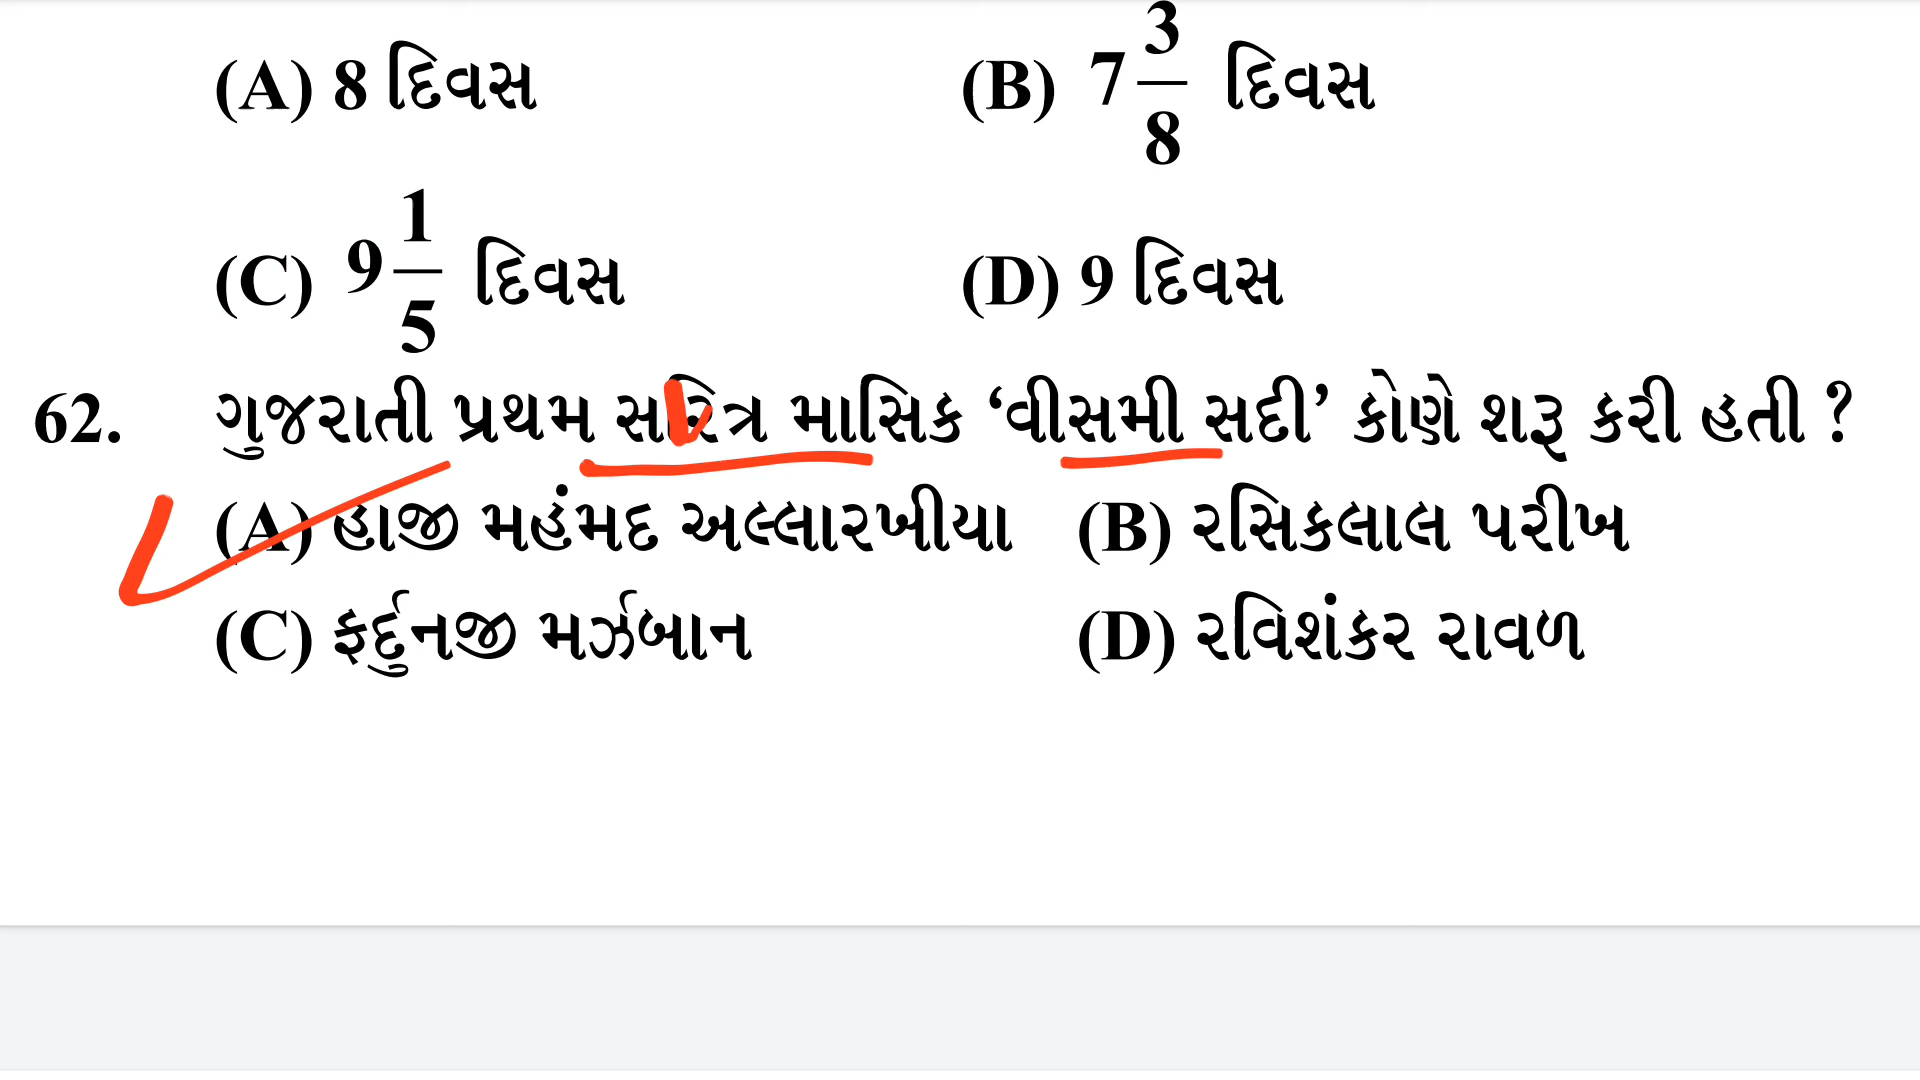 (A) 8 દિવસ (B) 7 3/8 દિવસ
(C) 9 1/5 દિવસ (D) 9 દિવસ
62. ગુજરાતી પ્રથમ સચિત્ર માસિક ‘વીસમી સદી’ કોણે શરૂ કરી હતી ?
(A) હાજી મહંમદ અલ્લારખીયા (B) રસિકલાલ પરીખ
(C) ફર્દુનજી મર્ઝબાન (D) રવિશંકર રાવળ